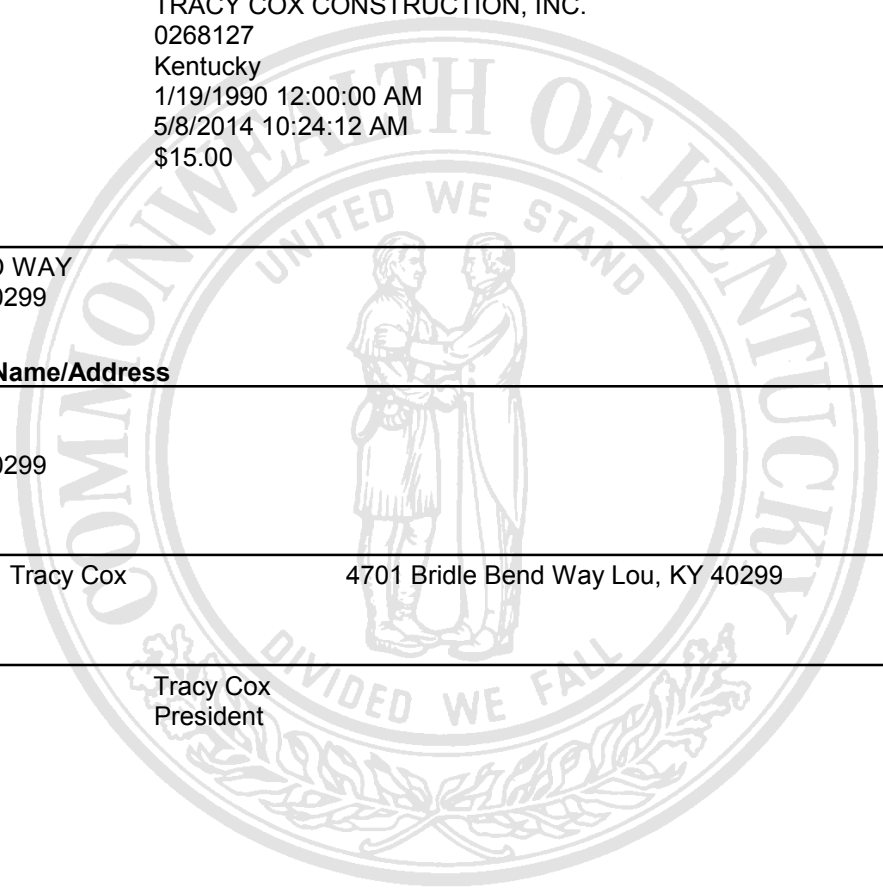 TRACY COX CONSTRUCTION, INC.
0268127
Kentucky
1/19/1990 12:00:00 AM
5/8/2014 10:24:12 AM
$15.00
WAY
0299
Name/Address
0299
Tracy Cox 4701 Bridle Bend Way Lou, KY 40299
Tracy Cox
President
COMMONWEALTH OF KENTUCKY
UNITED WE STAND
DIVIDED WE FALL